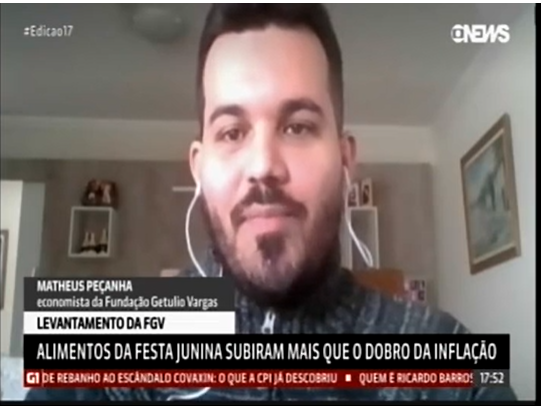 #Edicao17
GNEWS
MATHEUS PEÇANHA
economista da Fundação Getulio Vargas
LEVANTAMENTO DA FGV
ALIMENTOS DA FESTA JUNINA SUBIRAM MAIS QUE O DOBRO DA INFLAÇÃO
G1 DE REBANHO AO ESCÂNDALO COVAXIN: O QUE A CPI JÁ DESCOBRIU ■ QUEM É RICARDO BARROS 17:52